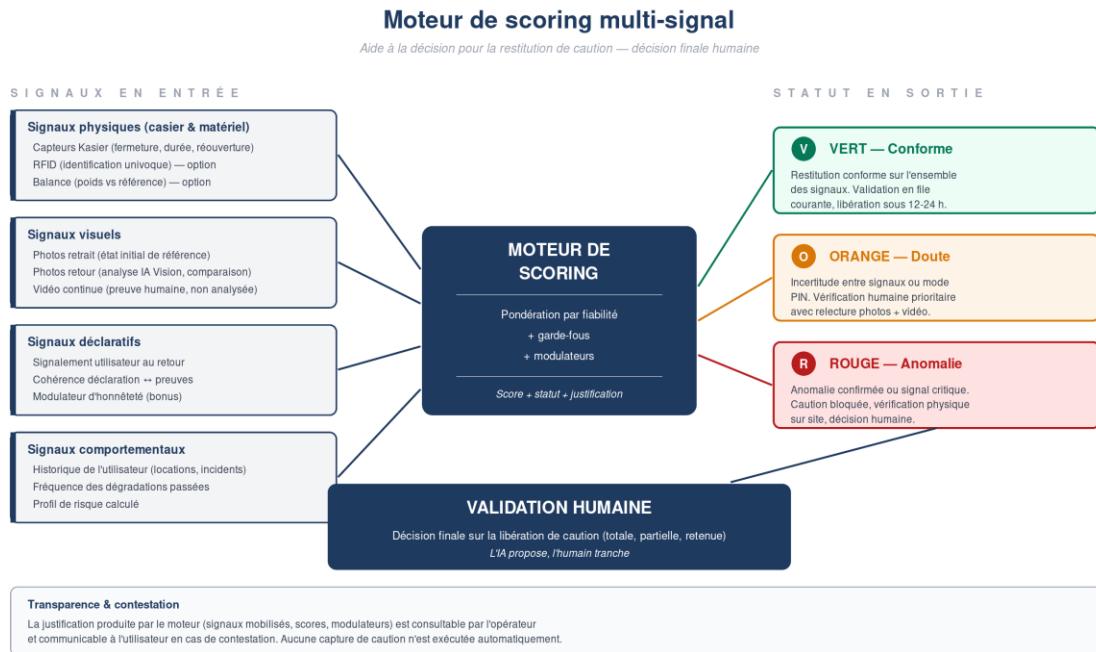 Moteur de scoring multi-signal
Aide à la décision pour la restitution de caution — décision finale humaine
SIGNAUX EN ENTRÉE
Signaux physiques (casier & matériel)
Capteurs Kasier (fermeture, durée, réouverture)
RFID (identification univoque) — option
Balance (poids vs référence) — option
Signaux visuels
Photos retrait (état initial de référence)
Photos retour (analyse IA Vision, comparaison)
Vidéo continue (preuve humaine, non analysée)
Signaux déclaratifs
Signalement utilisateur au retour
Cohérence déclaration ↔ preuves
Modulateur d'honnêteté (bonus)
Signaux comportementaux
Historique de l'utilisateur (locations, incidents)
Fréquence des dégradations passées
Profil de risque calculé
MOTEUR DE
SCORING
Pondération par fiabilité
+ garde-fous
+ modulateurs
Score + statut + justification
STATUT EN SORTIE
V
VERT — Conforme
Restitution conforme sur l'ensemble
des signaux. Validation en file
courante, libération sous 12-24 h.
O
ORANGE — Doute
Incertitude entre signaux ou mode
PIN. Vérification humaine prioritaire
avec relecture photos + vidéo.
R
ROUGE — Anomalie
Anomalie confirmée ou signal critique.
Caution bloquée, vérification physique
sur site, décision humaine.
VALIDATION HUMAINE
Décision finale sur la libération de caution (totale, partielle, retenue)
L'IA propose, l'humain tranche
Transparence & contestation
La justification produite par le moteur (signaux mobilisés, scores, modulateurs) est consultable par l'opérateur
et communicable à l'utilisateur en cas de contestation. Aucune capture de caution n'est exécutée automatiquement.